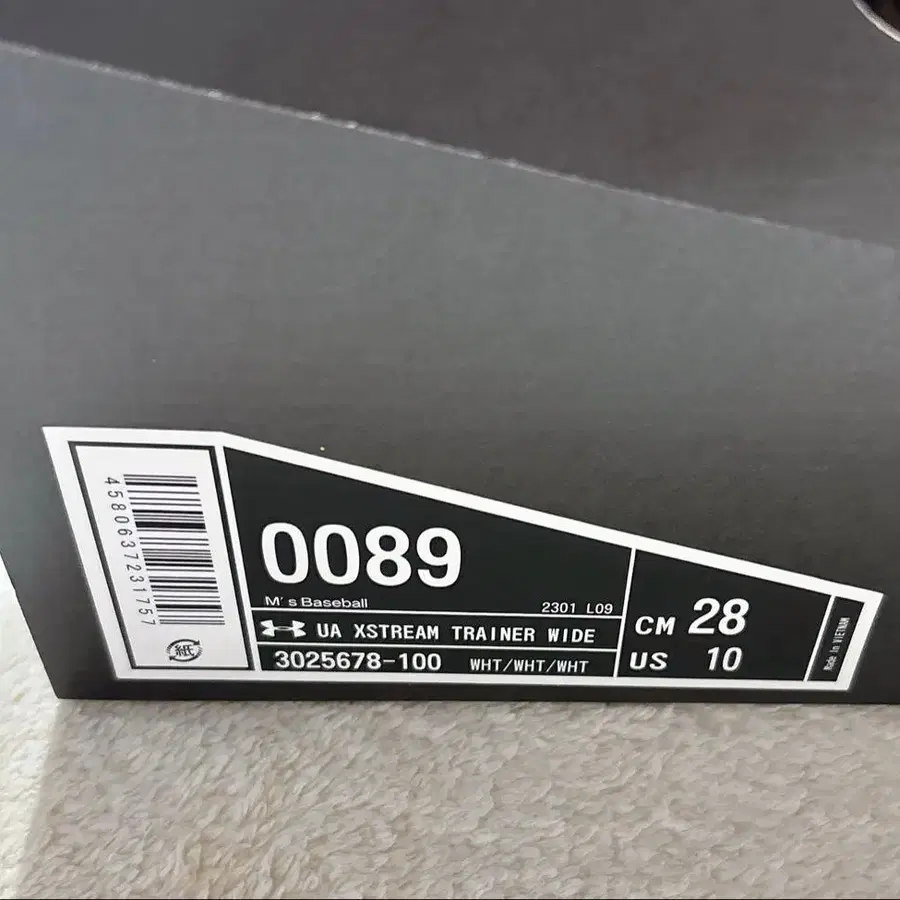 4580637231757
紙
0089
M's Baseball
2301 L09
UA XSTREAM TRAINER WIDE
3025678-100 WHT/WHT/WHT
CM 28
US 10
Made In VIETNAM